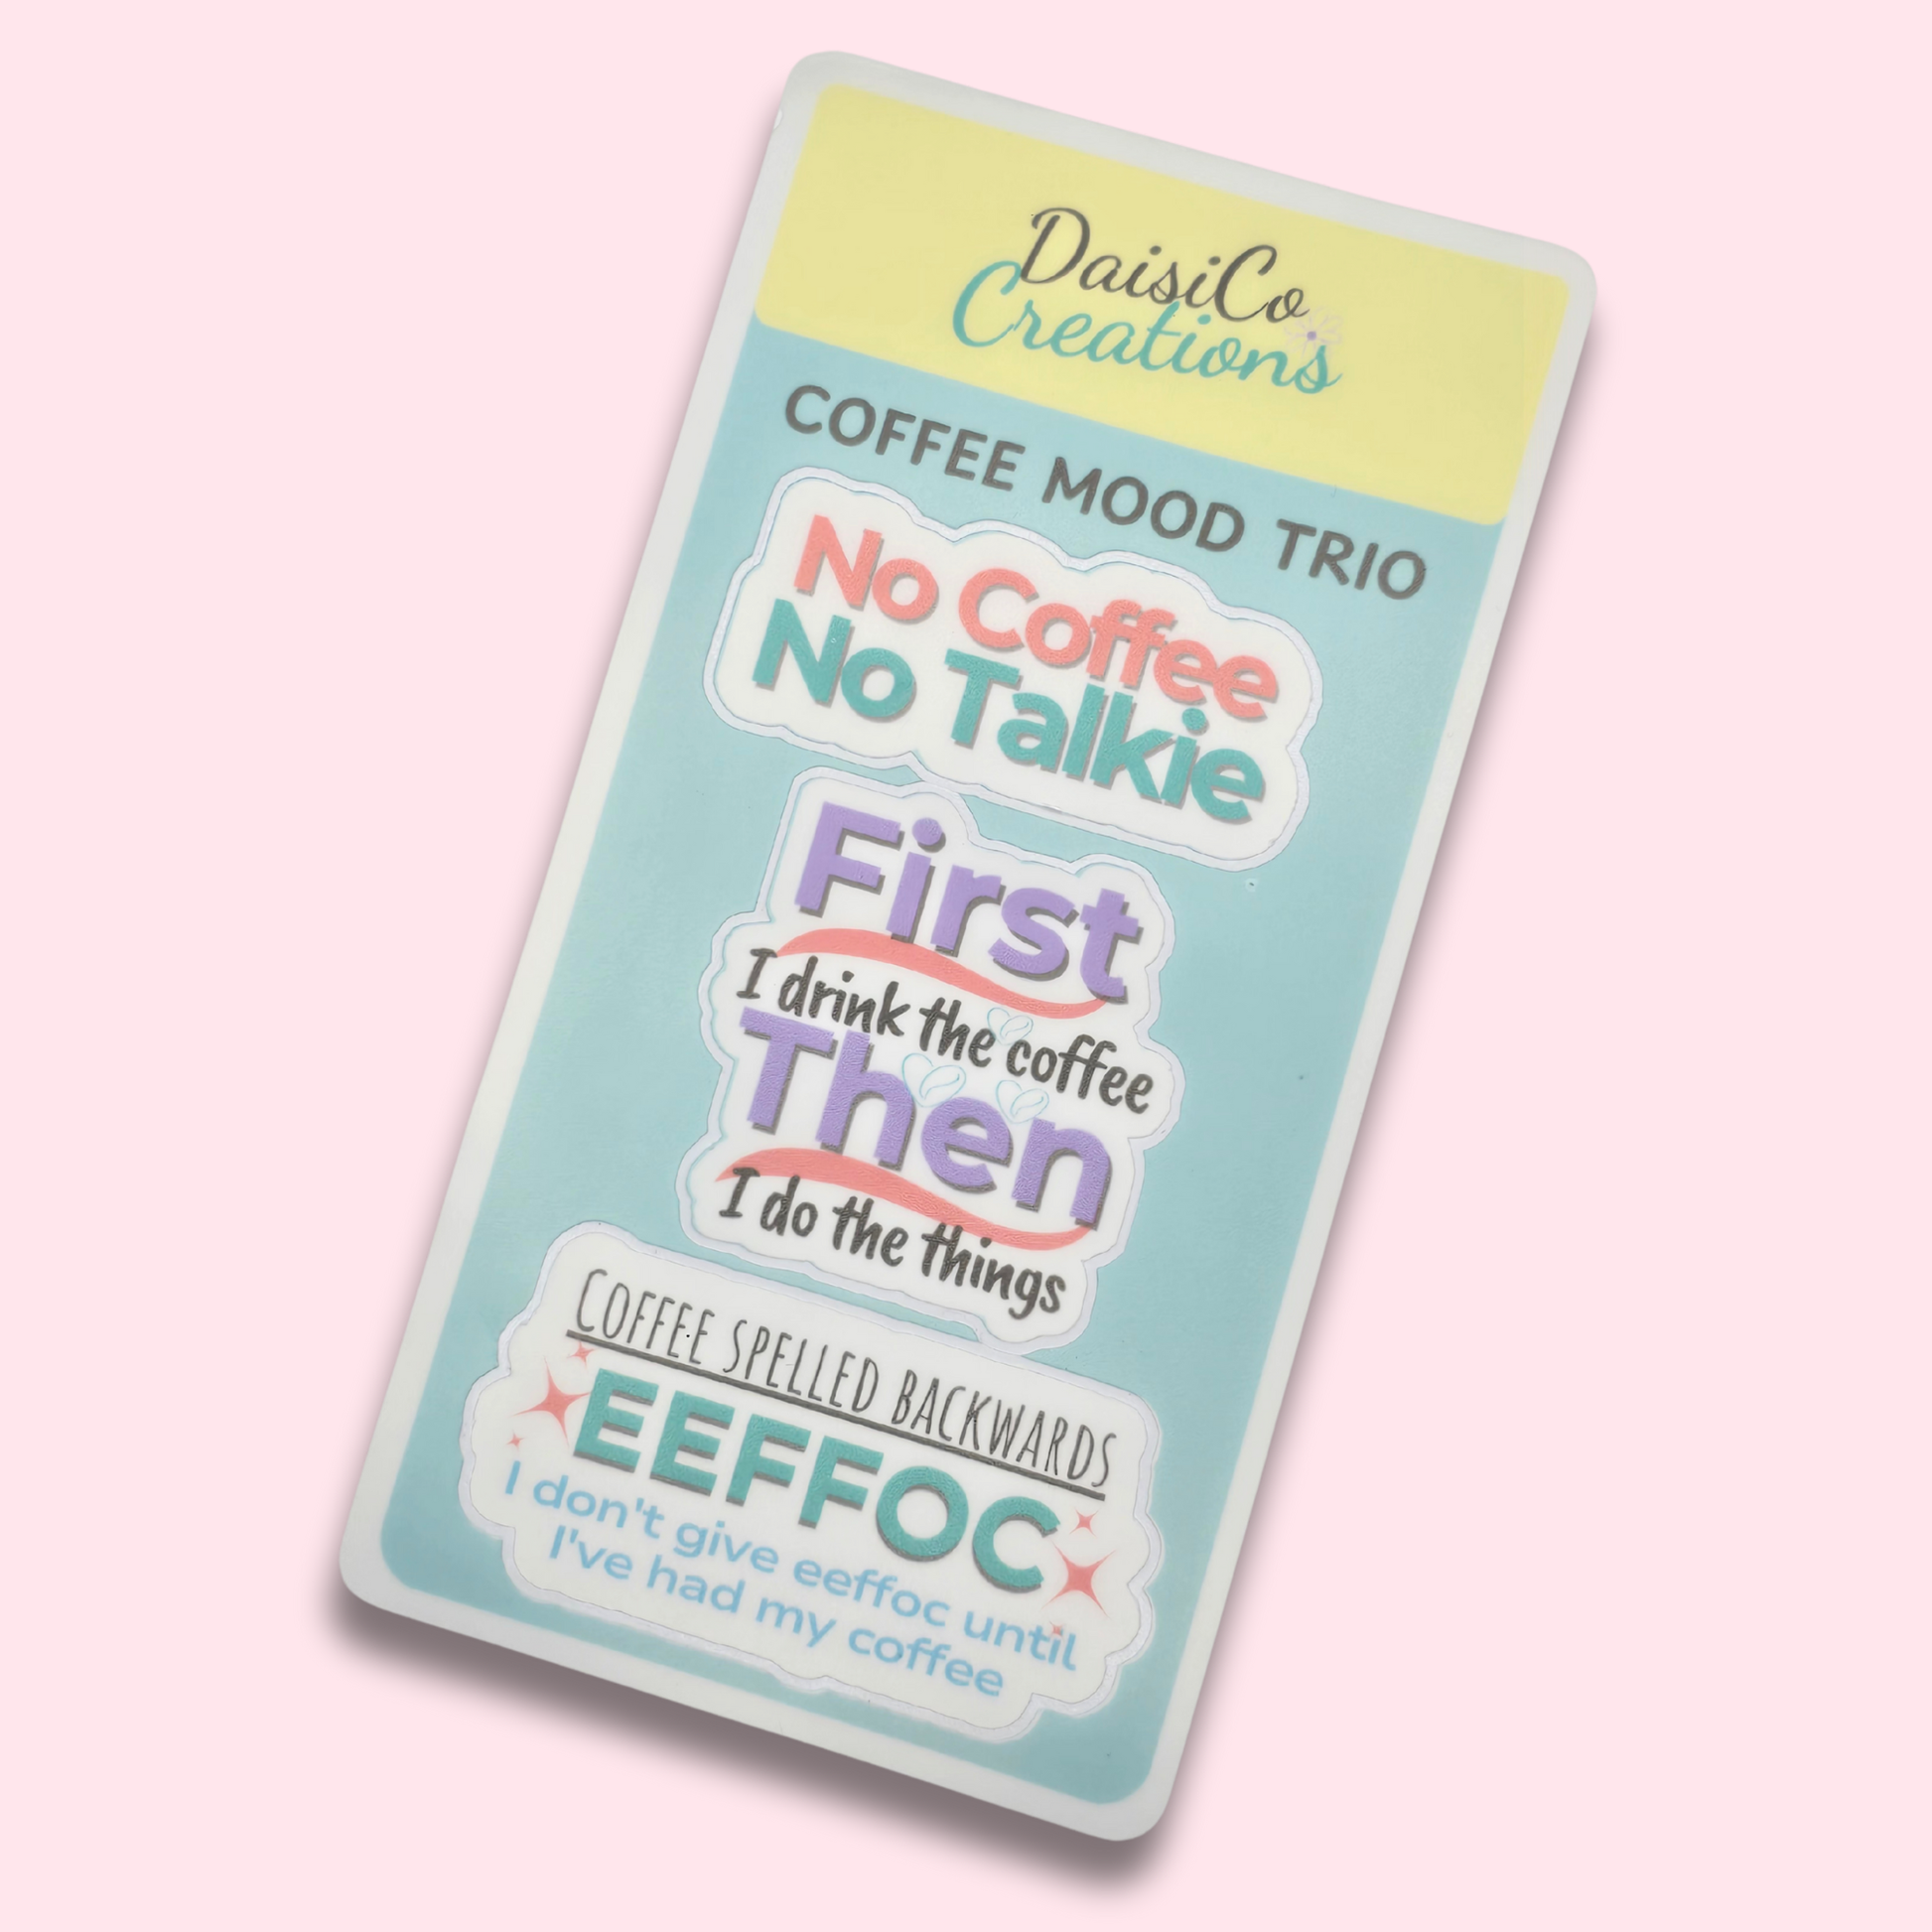 DaisiCo
Creations
COFFEE MOOD TRIO
No Coffee
No Talkie
First
I drink the coffee
Then
I do the things
COFFEE SPELLED BACKWARDS
EEFFOC
I don't give eeffoc until
I've had my coffee